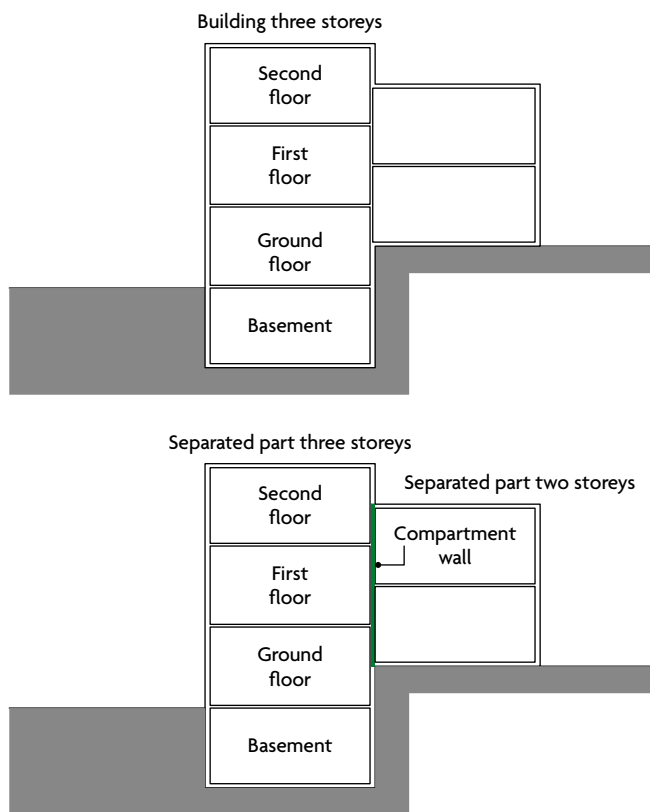 Building three storeys
Second
floor
First
floor
Ground
floor
Basement
Separated part three storeys
Separated part two storeys
Second
floor
Compartment
wall
First
floor
Ground
floor
Basement